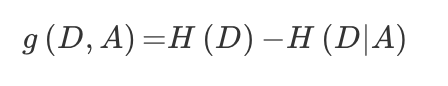 g (D, A) =H (D) −H (D|A)